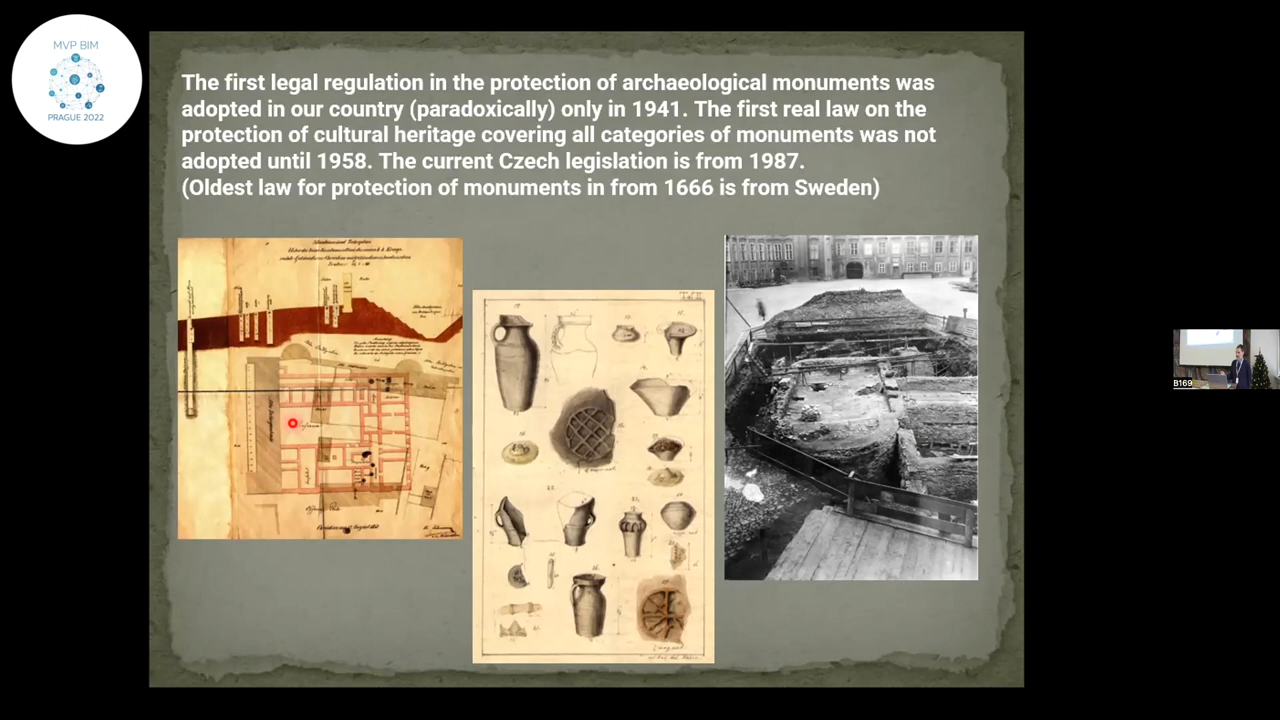 MVP BIM
PRAGUE 2022
The first legal regulation in the protection of archaeological monuments was
adopted in our country (paradoxically) only in 1941. The first real law on the
protection of cultural heritage covering all categories of monuments was not
adopted until 1958. The current Czech legislation is from 1987.
(Oldest law for protection of monuments in from 1666 is from Sweden)
B169